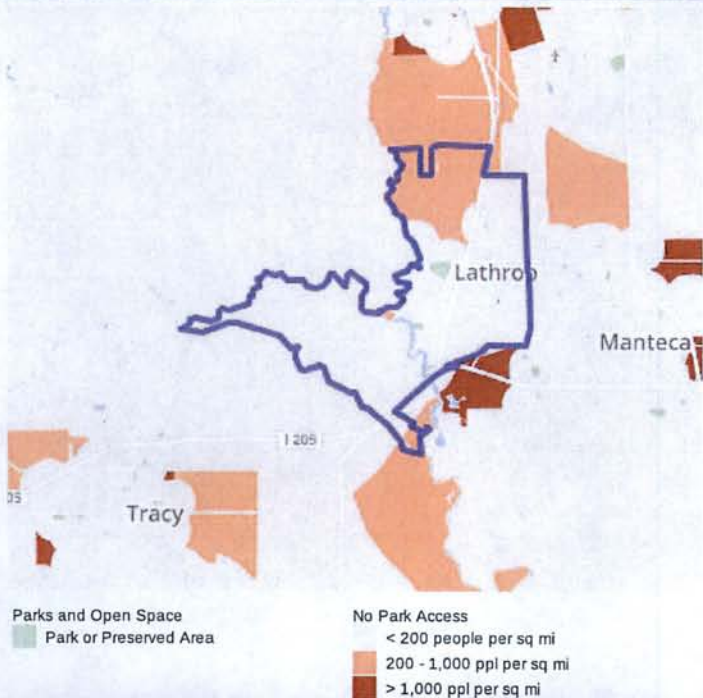 Lathrop
Manteca
I 205
05
Tracy
Parks and Open Space
Park or Preserved Area
No Park Access
< 200 people per sq mi
200 - 1,000 ppl per sq mi
> 1,000 ppl per sq mi